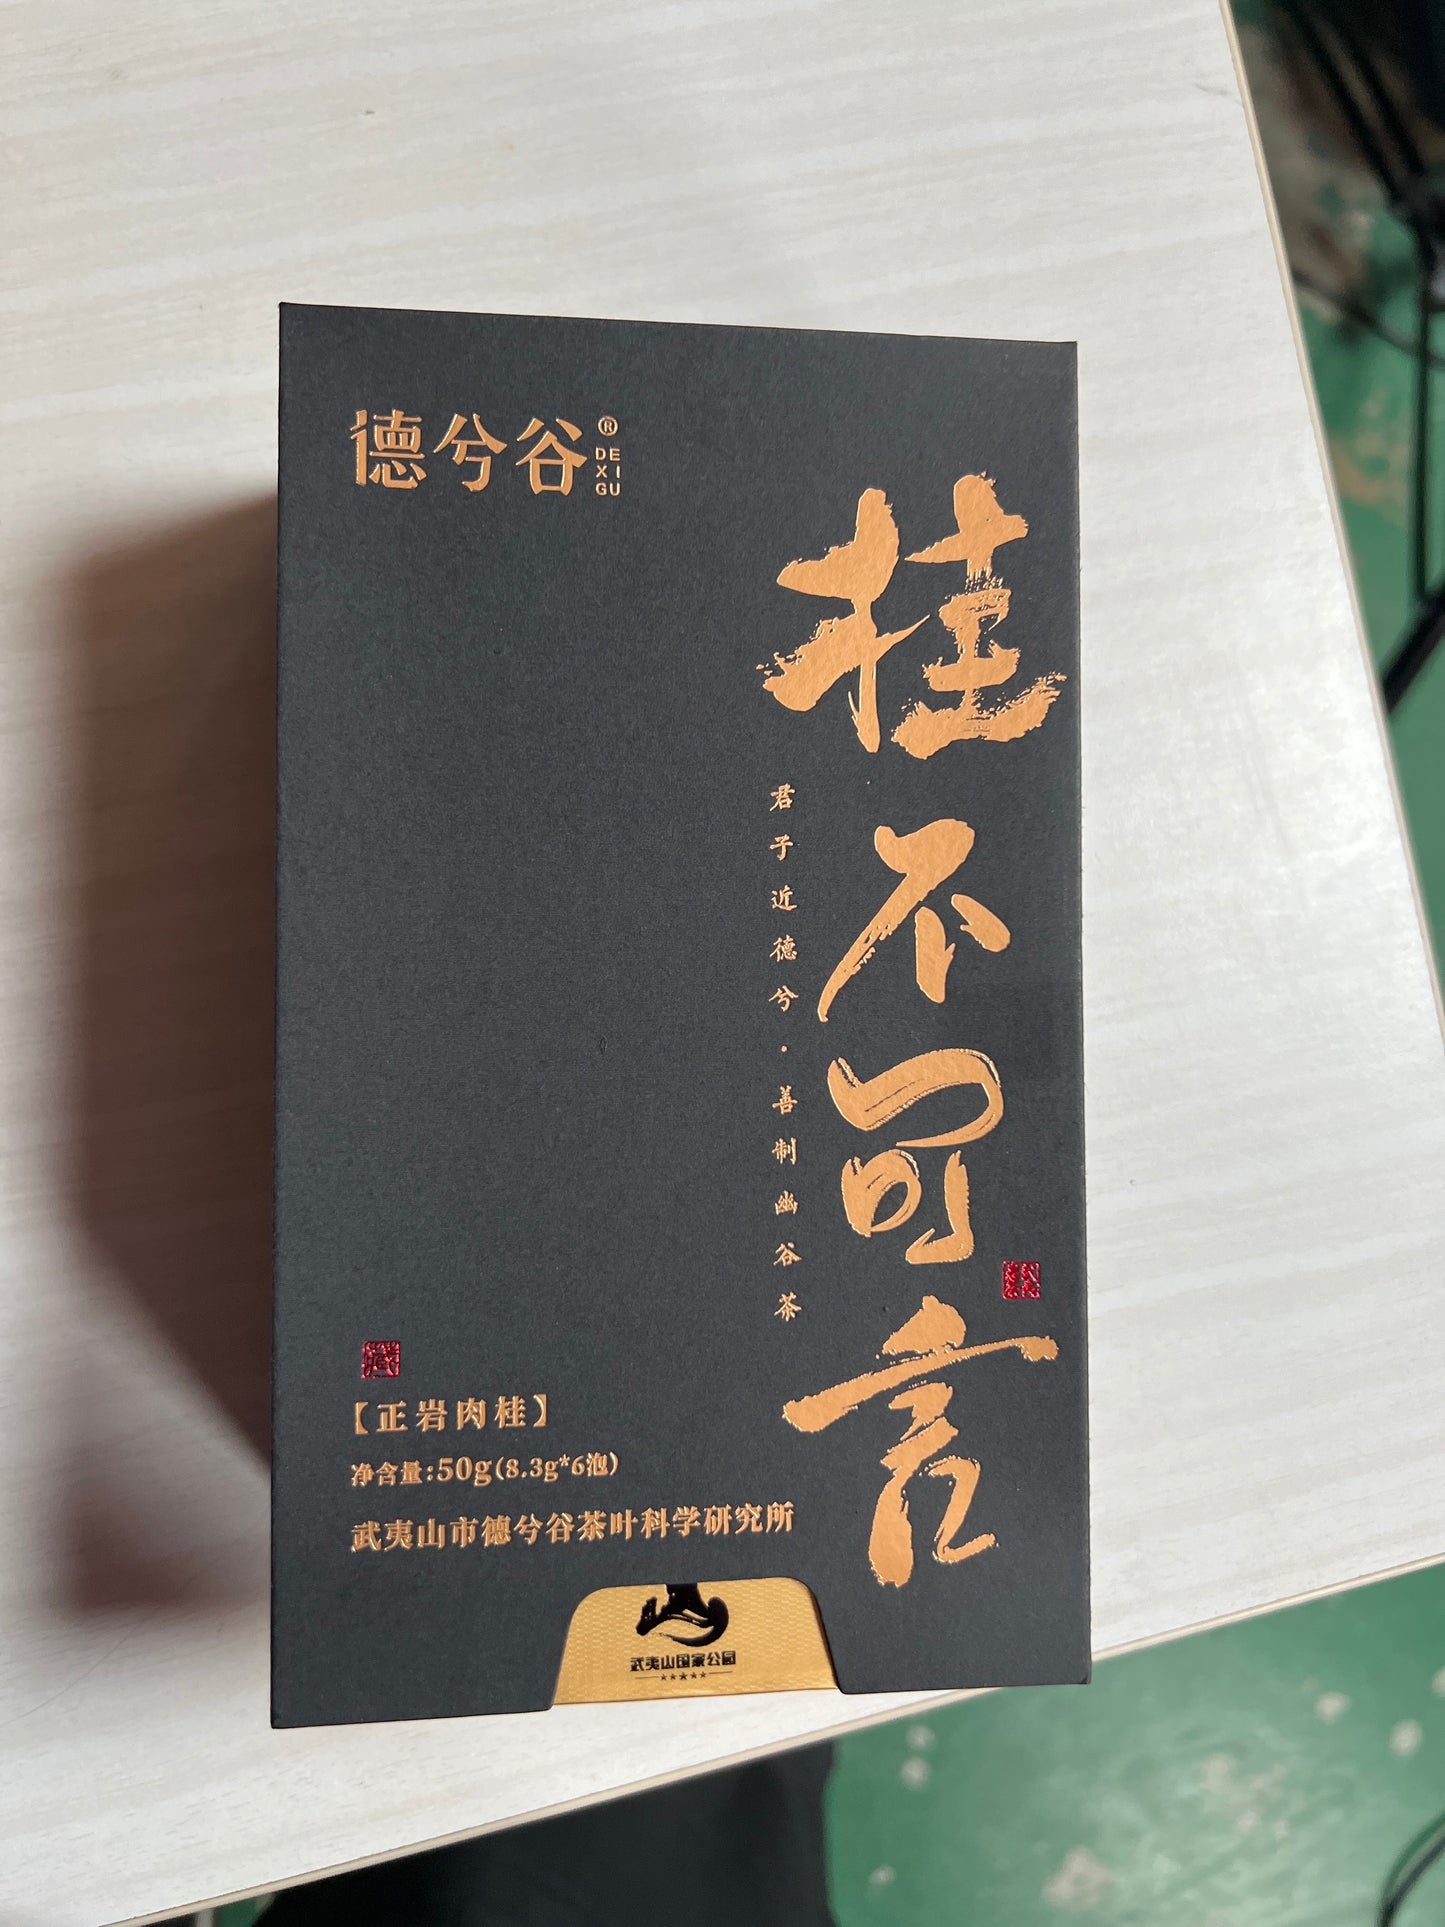 德兮谷®
DE
XI
GU
桂不可言
君子近德兮·善制幽谷茶
藏
【正岩肉桂】
净含量:50g(8.3g*6泡)
武夷山市德兮谷茶叶科学研究所
武夷山国家公园